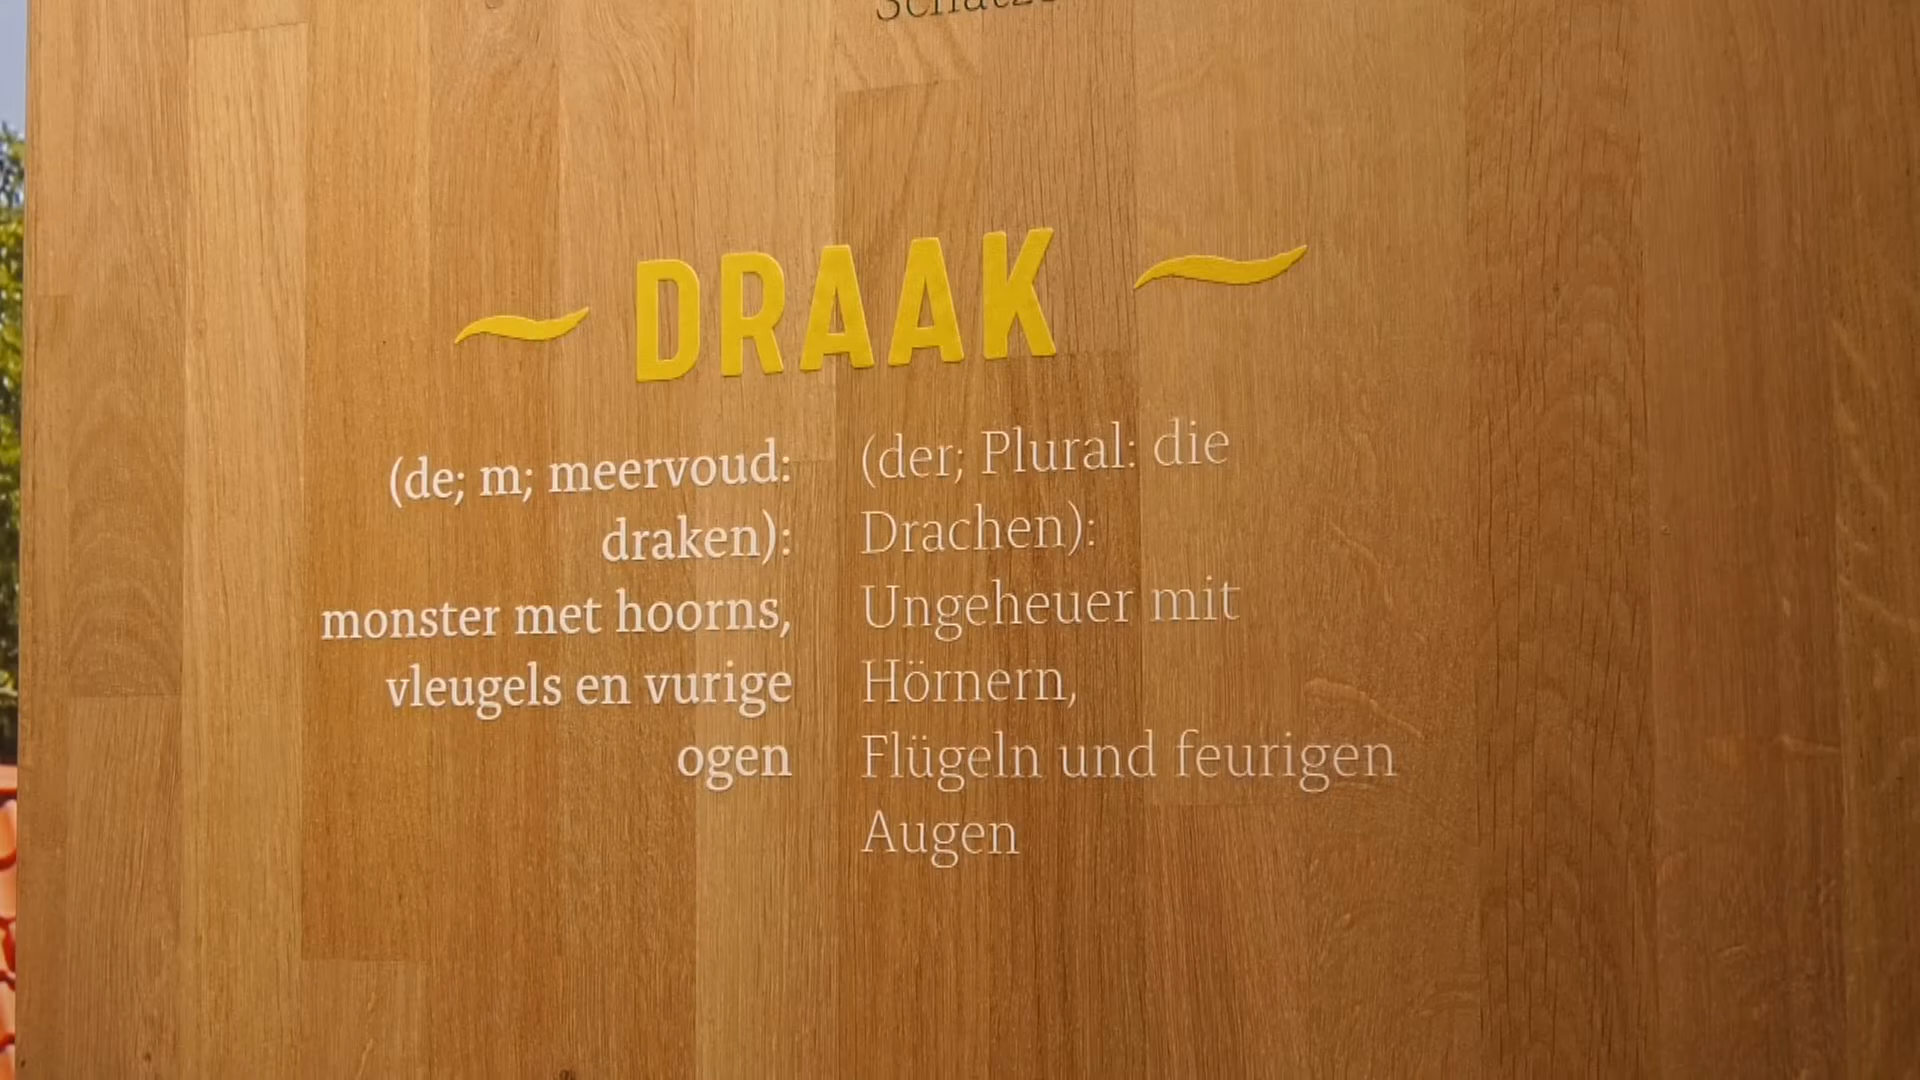 DRAAK
(de; m; meervoud:
draken):
monster met hoorns,
vleugels en vurige
ogen
(der; Plural: die
Drachen):
Ungeheuer mit
Hörnern,
Flügeln und feurigen
Augen